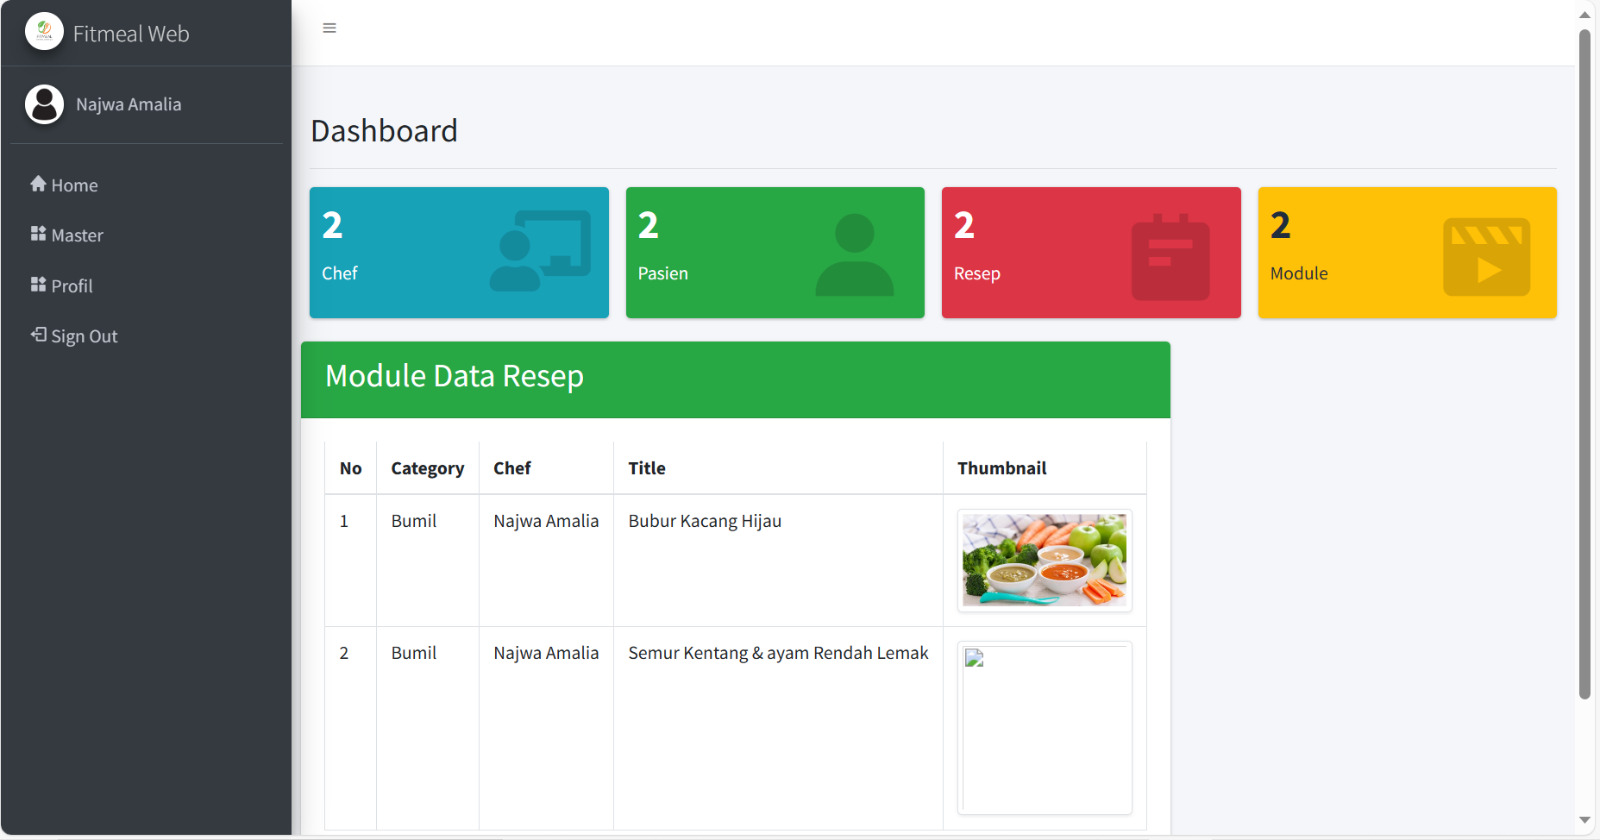 Fitmeal Web
Najwa Amalia
Home
Master
Profil
Sign Out
Dashboard
2
Chef
2
Pasien
2
Resep
2
Module
Module Data Resep
No Category Chef Title Thumbnail
1 Bumil Najwa Amalia Bubur Kacang Hijau
2 Bumil Najwa Amalia Semur Kentang & ayam Rendah Lemak